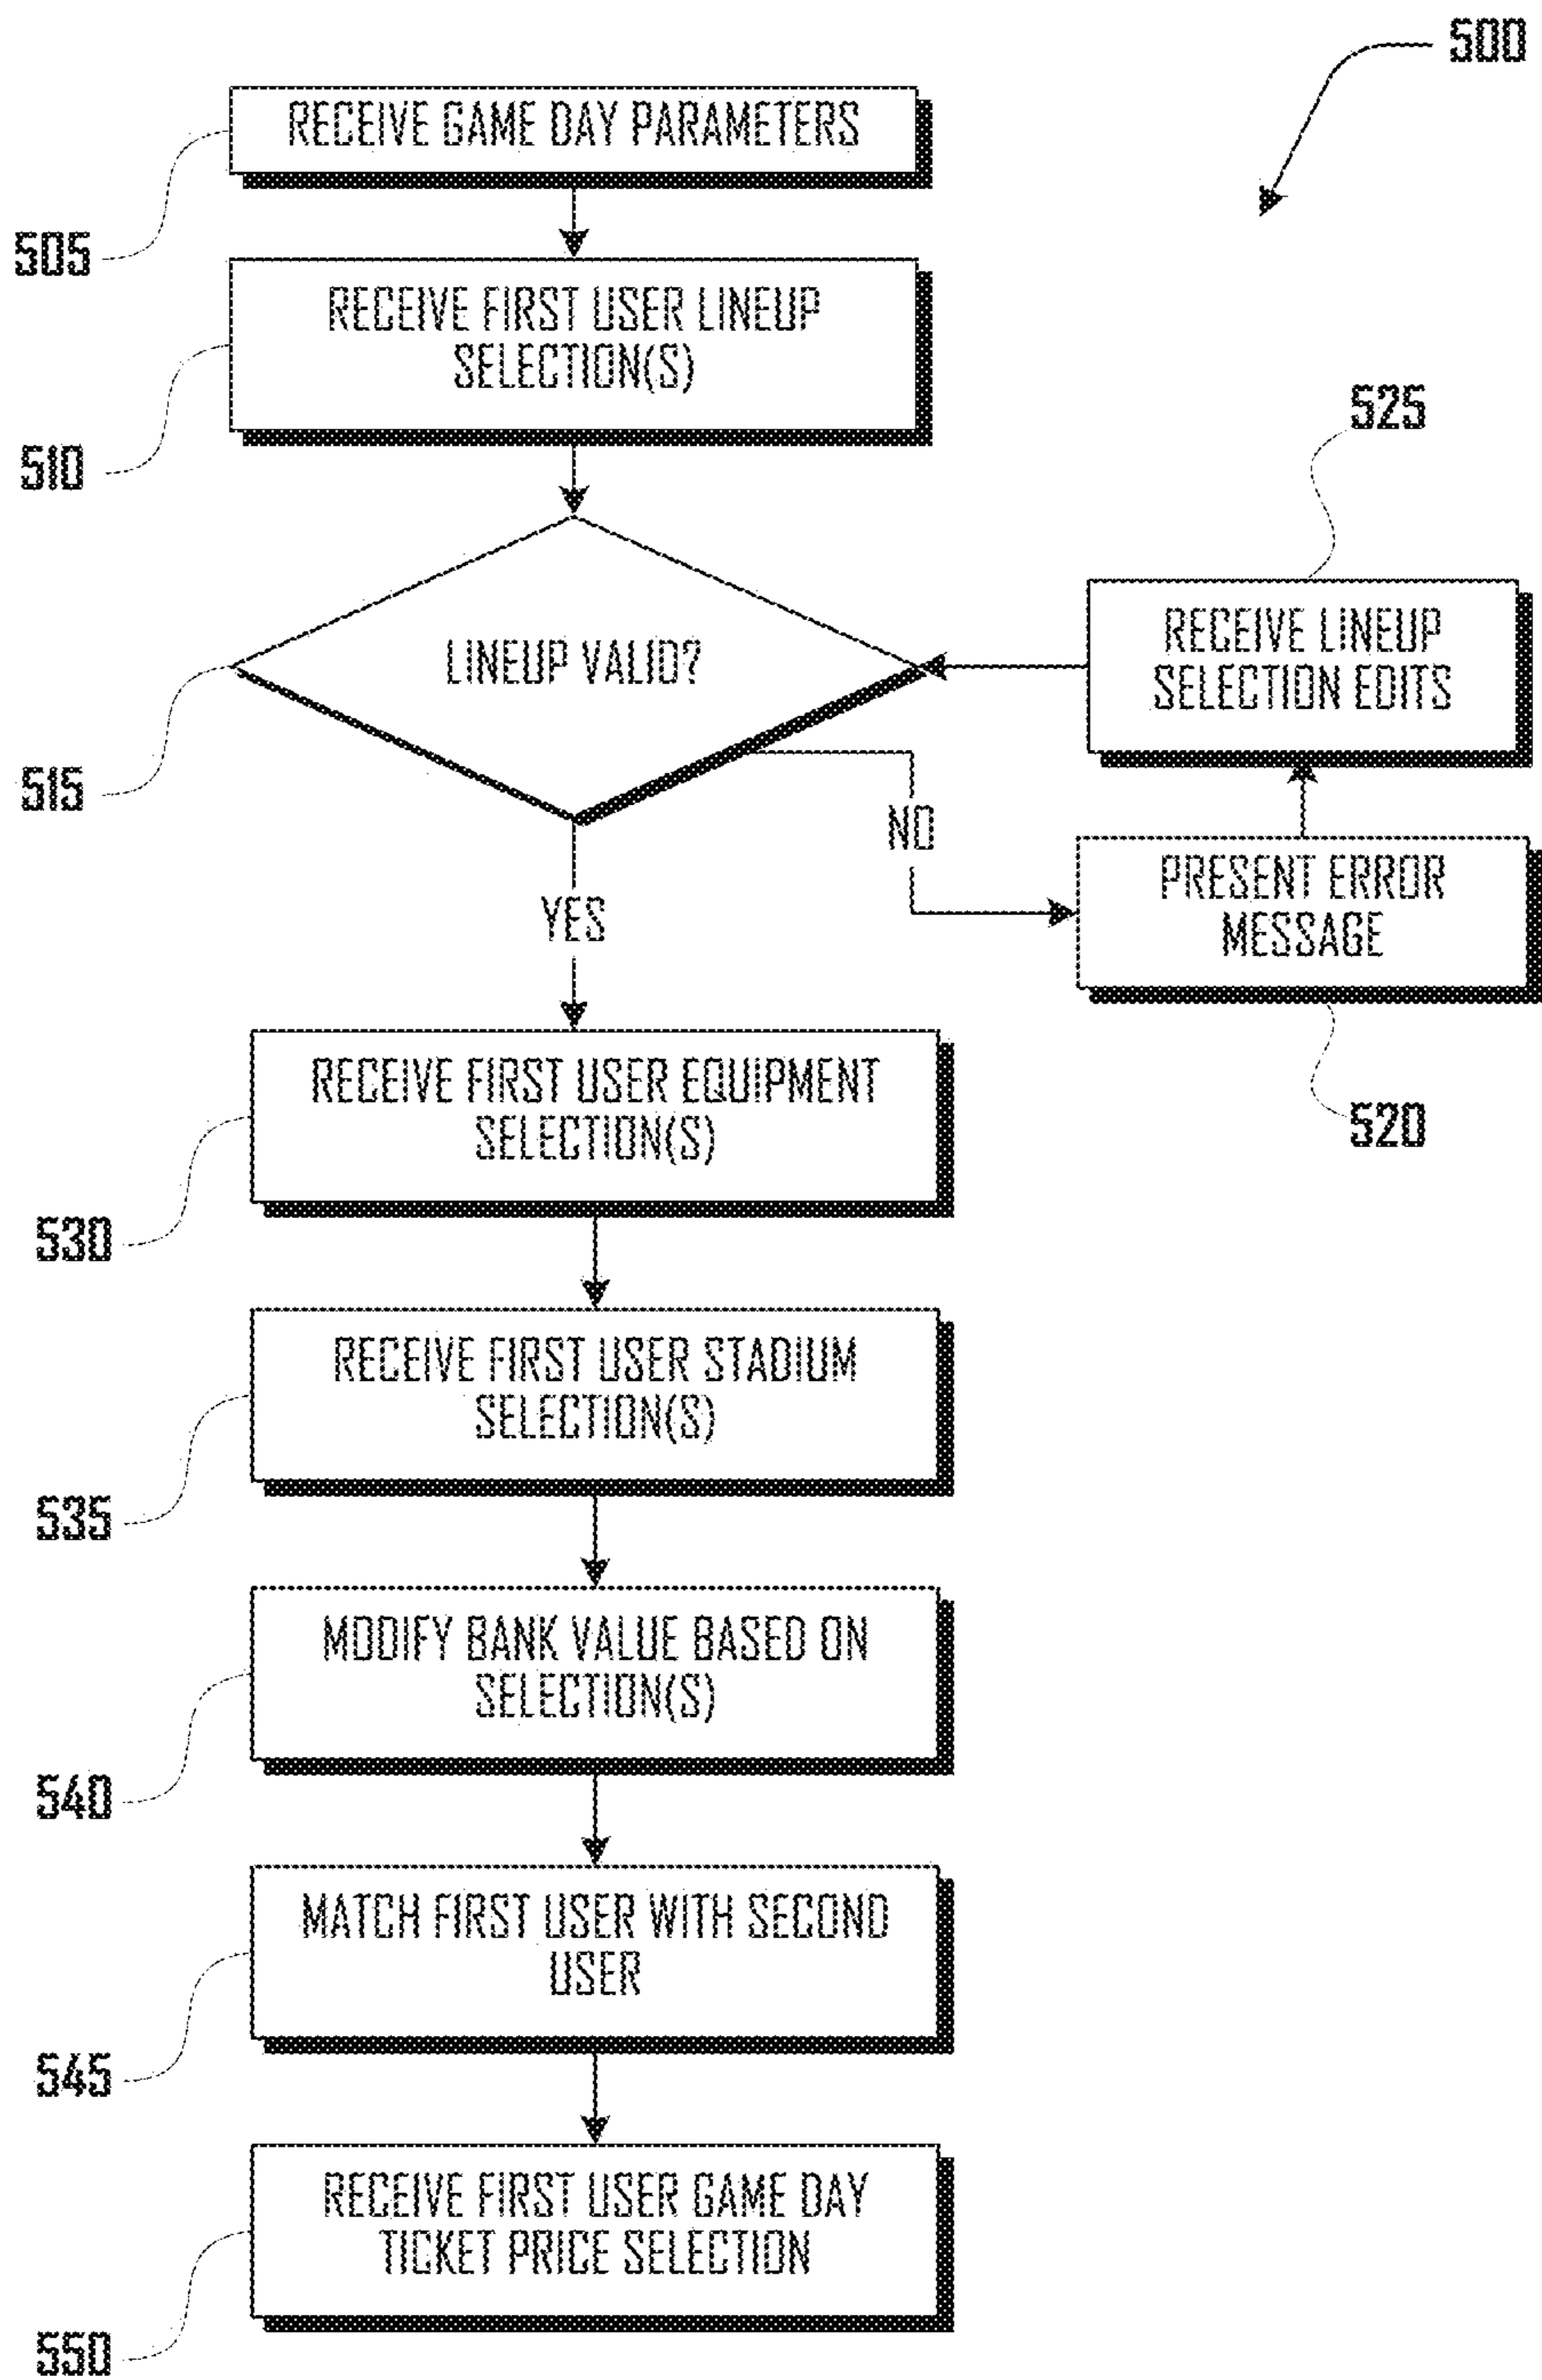 500
RECEIVE GAME DAY PARAMETERS
505
RECEIVE FIRST USER LINEUP
SELECTION(S)
510
525
RECEIVE LINEUP
SELECTION EDITS
LINEUP VALID?
515
NO
PRESENT ERROR
MESSAGE
YES
520
RECEIVE FIRST USER EQUIPMENT
SELECTION(S)
530
RECEIVE FIRST USER STADIUM
SELECTION(S)
535
MODIFY BANK VALUE BASED ON
SELECTION(S)
540
MATCH FIRST USER WITH SECOND
USER
545
RECEIVE FIRST USER GAME DAY
TICKET PRICE SELECTION
550